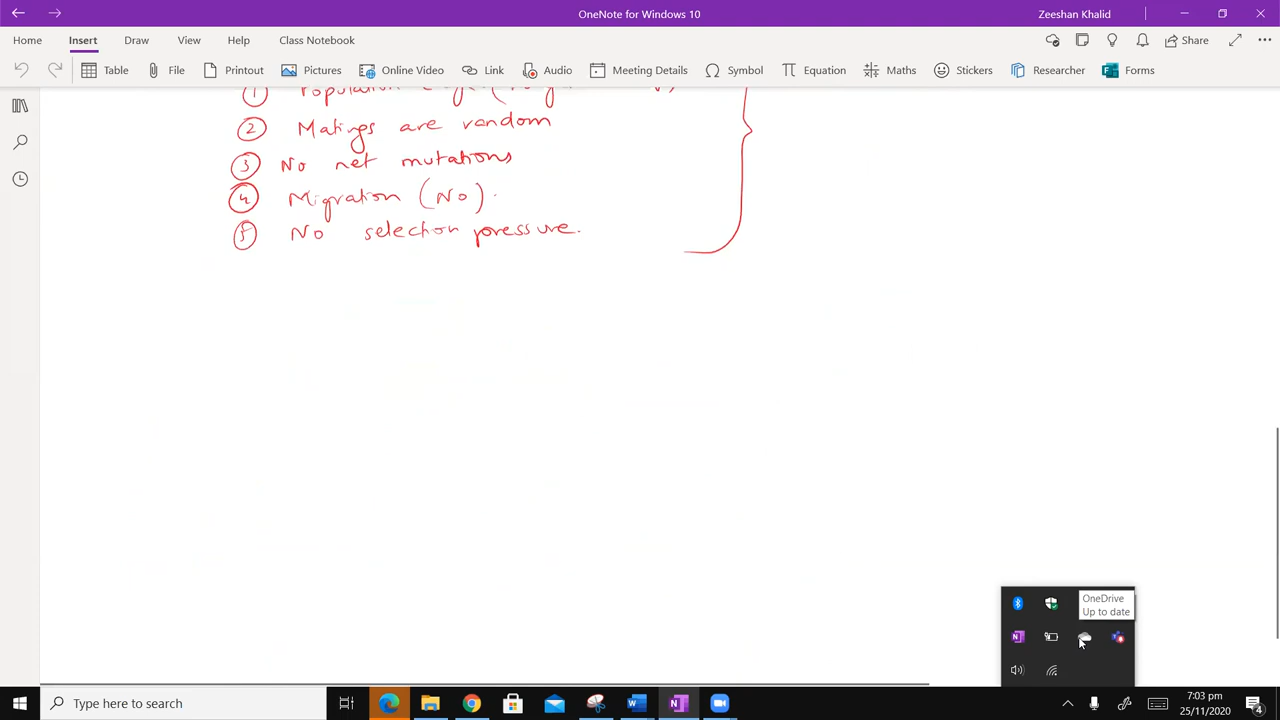 OneNote for Windows 10
Zeeshan Khalid
Home Insert Draw View Help Class Notebook
Share
Table File Printout Pictures Online Video Link Audio Meeting Details Symbol Equation Maths Stickers Researcher Forms
① Population
② Matings are random
③ No net mutations
④ Migration (No).
⑤ No selection pressure.
OneDrive
Up to date
Type here to search
7:03 pm
25/11/2020
4